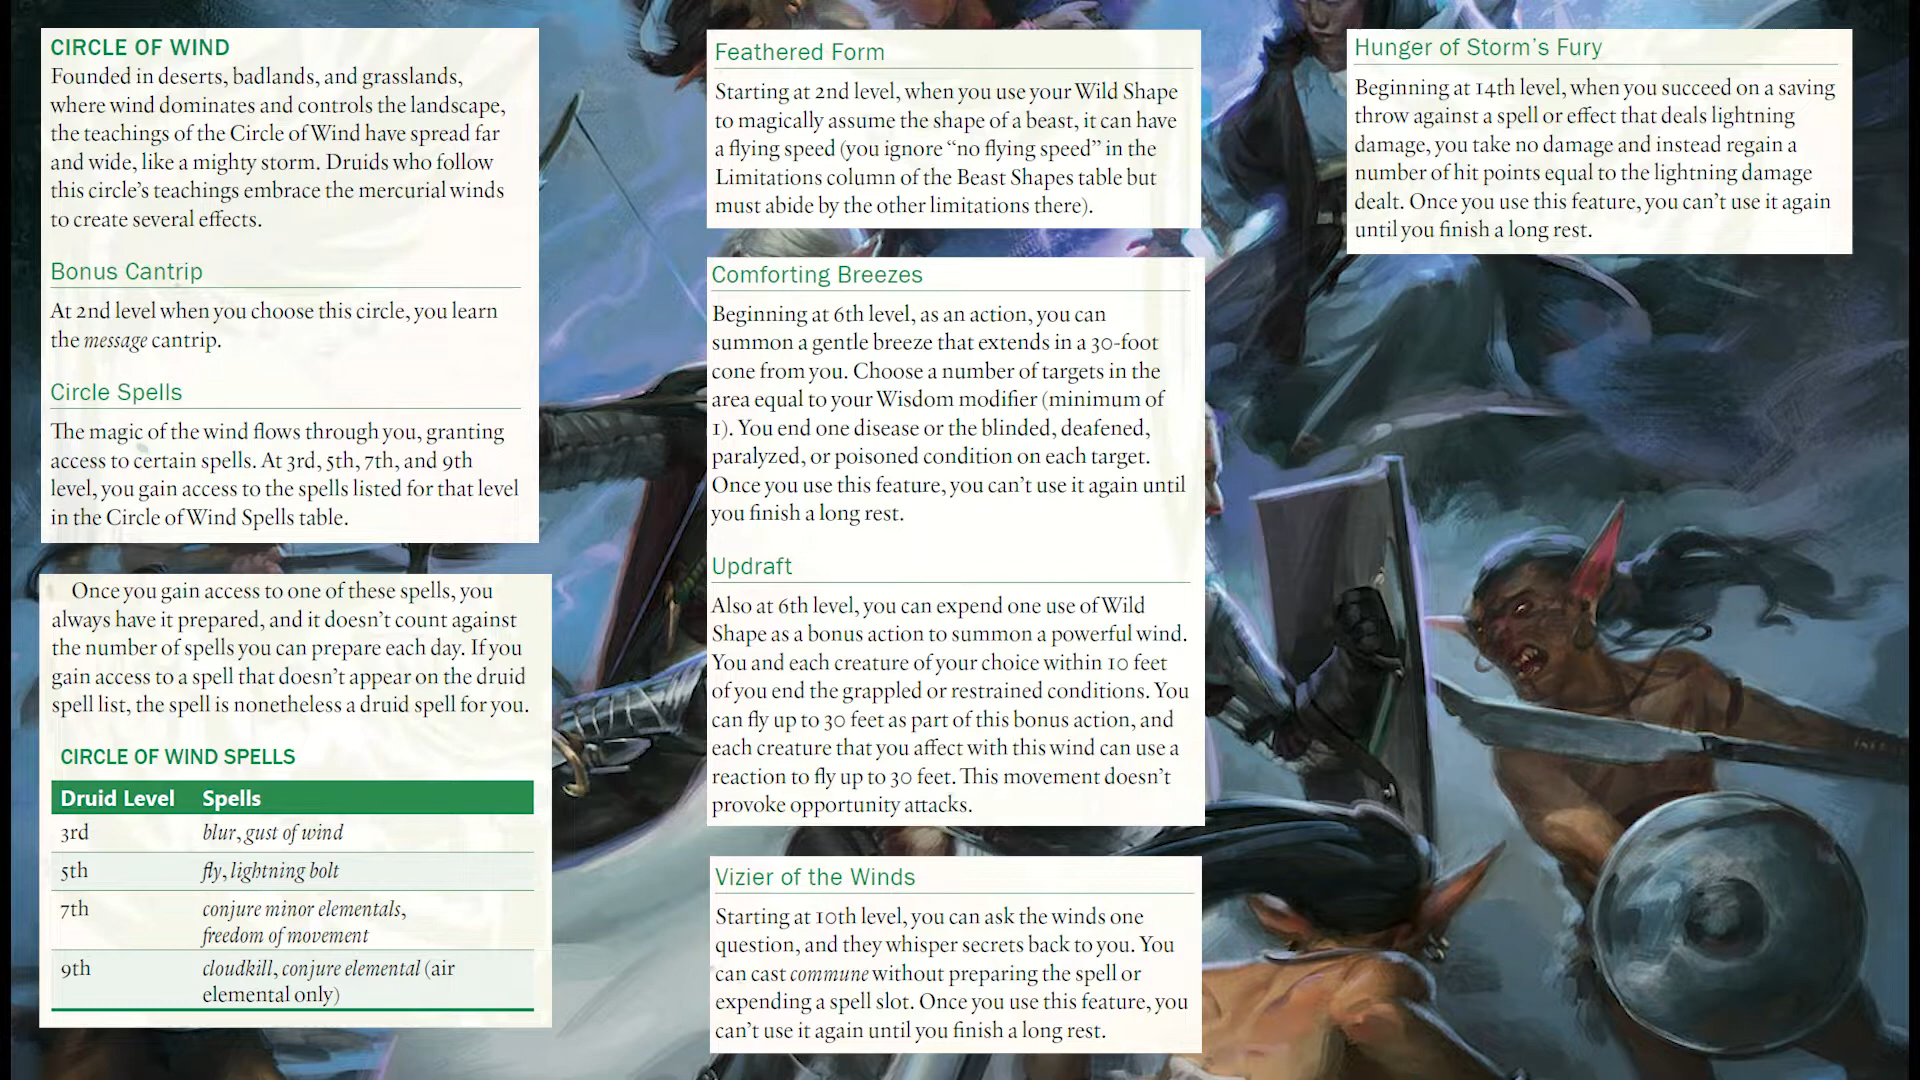 CIRCLE OF WIND
Founded in deserts, badlands, and grasslands,
where wind dominates and controls the landscape,
the teachings of the Circle of Wind have spread far
and wide, like a mighty storm. Druids who follow
this circle's teachings embrace the mercurial winds
to create several effects.
Bonus Cantrip
At 2nd level when you choose this circle, you learn
the message cantrip.
Circle Spells
The magic of the wind flows through you, granting
access to certain spells. At 3rd, 5th, 7th, and 9th
level, you gain access to the spells listed for that level
in the Circle of Wind Spells table.
Once you gain access to one of these spells, you
always have it prepared, and it doesn't count against
the number of spells you can prepare each day. If you
gain access to a spell that doesn't appear on the druid
spell list, the spell is nonetheless a druid spell for you.
CIRCLE OF WIND SPELLS
Druid Level Spells
3rd blur, gust of wind
5th fly, lightning bolt
7th conjure minor elementals,
freedom of movement
9th cloudkill, conjure elemental (air
elemental only)
Feathered Form
Starting at 2nd level, when you use your Wild Shape
to magically assume the shape of a beast, it can have
a flying speed (you ignore “no flying speed” in the
Limitations column of the Beast Shapes table but
must abide by the other limitations there).
Comforting Breezes
Beginning at 6th level, as an action, you can
summon a gentle breeze that extends in a 30-foot
cone from you. Choose a number of targets in the
area equal to your Wisdom modifier (minimum of
1). You end one disease or the blinded, deafened,
paralyzed, or poisoned condition on each target.
Once you use this feature, you can't use it again until
you finish a long rest.
Updraft
Also at 6th level, you can expend one use of Wild
Shape as a bonus action to summon a powerful wind.
You and each creature of your choice within 10 feet
of you end the grappled or restrained conditions. You
can fly up to 30 feet as part of this bonus action, and
each creature that you affect with this wind can use a
reaction to fly up to 30 feet. This movement doesn't
provoke opportunity attacks.
Vizier of the Winds
Starting at 10th level, you can ask the winds one
question, and they whisper secrets back to you. You
can cast commune without preparing the spell or
expending a spell slot. Once you use this feature, you
can't use it again until you finish a long rest.
Hunger of Storm's Fury
Beginning at 14th level, when you succeed on a saving
throw against a spell or effect that deals lightning
damage, you take no damage and instead regain a
number of hit points equal to the lightning damage
dealt. Once you use this feature, you can't use it again
until you finish a long rest.